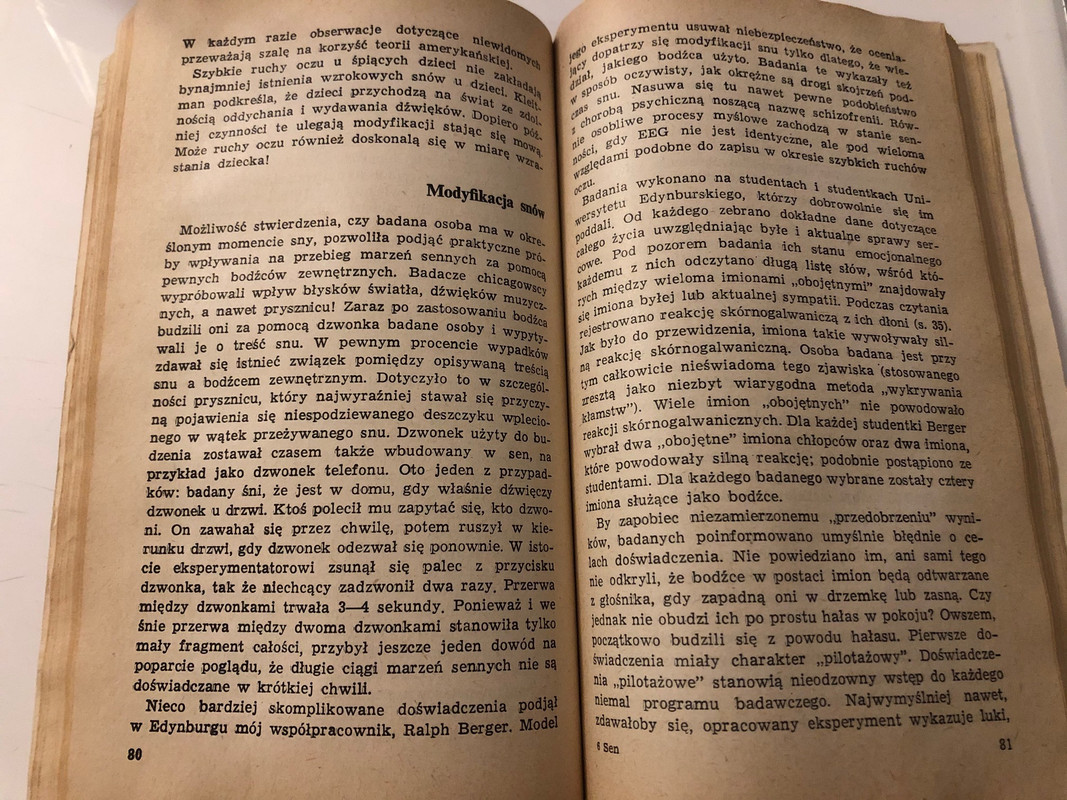 W każdym razie obserwacje dotyczące niewidomych
przeważają szalę na korzyść teorii amerykańskiej.
Szybkie ruchy oczu u śpiących dzieci nie zakładają
bynajmniej istnienia wzrokowych snów u dzieci. Kleit-
man podkreśla, że dzieci przychodzą na świat ze zdol-
nością oddychania i wydawania dźwięków. Dopiero póź-
niej czynności te ulegają modyfikacji stając się mową.
Może ruchy oczu również doskonalą się w miarę wzra-
stania dziecka!
Modyfikacja snów
Możliwość stwierdzenia, czy badana osoba ma w okre-
ślonym momencie sny, pozwoliła podjąć praktyczne pró-
by wpływania na przebieg marzeń sennych za pomocą
pewnych bodźców zewnętrznych. Badacze chicagowscy
wypróbowali wpływ błysków światła, dźwięków muzycz-
nych, a nawet prysznicu! Zaraz po zastosowaniu bodźca
budzili oni za pomocą dzwonka badane osoby i wypyty-
wali je o treść snu. W pewnym procencie wypadków
zdawał się istnieć związek pomiędzy opisywaną treścią
snu a bodźcem zewnętrznym. Dotyczyło to w szczegól-
ności prysznicu, który najwyraźniej stawał się przyczy-
ną pojawienia się niespodziewanego deszczyku wplecio-
nego w wątek przeżywanego snu. Dzwonek użyty do bu-
dzenia zostawał czasem także wbudowany w sen, na
przykład jako dzwonek telefonu. Oto jeden z przypad-
ków: badany śni, że jest w domu, gdy właśnie dźwięczy
dzwonek u drzwi. Ktoś polecił mu zapytać się, kto dzwo-
ni. On zawahał się przez chwilę, potem ruszył w kie-
runku drzwi, gdy dzwonek odezwał się ponownie. W isto-
cie eksperymentatorowi zsunął się palec z przycisku
dzwonka, tak że niechcący zadzwonił dwa razy. Przerwa
między dzwonkami trwała 3—4 sekundy. Ponieważ i we
śnie przerwa między dwoma dzwonkami stanowiła tylko
mały fragment całości, przybył jeszcze jeden dowód na
poparcie poglądu, że długie ciągi marzeń sennych nie są
doświadczane w krótkiej chwili.
Nieco bardziej skomplikowane doświadczenia podjął
w Edynburgu mój współpracownik, Ralph Berger. Model
80
jego eksperymentu usuwał niebezpieczeństwo, że ocenia-
jący dopatrzy się modyfikacji snu tylko dlatego, że wie-
dział, jakiego bodźca użyto. Badania te wykazały też
w sposób oczywisty, jak okrężne są drogi skojrzeń pod-
czas snu. Nasuwa się tu nawet pewne podobieństwo
z chorobą psychiczną noszącą nazwę schizofrenii. Rów-
nie osobliwe procesy myślowe zachodzą w stanie sen-
ności, gdy EEG nie jest identyczne, ale pod wieloma
względami podobne do zapisu w okresie szybkich ruchów
oczu.
Badania wykonano na studentach i studentkach Uni-
wersytetu Edynburskiego, którzy dobrowolnie się im
poddali. Od każdego zebrano dokładne dane dotyczące
całego życia uwzględniając byłe i aktualne sprawy ser-
cowe. Pod pozorem badania ich stanu emocjonalnego
każdemu z nich odczytano długą listę słów, wśród któ-
rych między wieloma imionami „obojętnymi” znajdowały
się imiona byłej lub aktualnej sympatii. Podczas czytania
rejestrowano reakcję skórnogalwaniczą z ich dłoni (s. 35).
Jak było do przewidzenia, imiona takie wywoływały sil-
ną reakcję skórnogalwaniczną. Osoba badana jest przy
tym całkowicie nieświadoma tego zjawiska (stosowanego
zresztą jako niezbyt wiarygodna metoda „wykrywania
kłamstw”). Wiele imion „obojętnych” nie powodowało
reakcji skórnogalwanicznych. Dla każdej studentki Berger
wybrał dwa „obojętne” imiona chłopców oraz dwa imiona,
które powodowały silną reakcję; podobnie postąpiono ze
studentami. Dla każdego badanego wybrane zostały cztery
imiona służące jako bodźce.
By zapobiec niezamierzonemu „przedobrzeniu” wyni-
ków, badanych poinformowano umyślnie błędnie o ce-
lach doświadczenia. Nie powiedziano im, ani sami tego
nie odkryli, że bodźce w postaci imion będą odtwarzane
z głośnika, gdy zapadną oni w drzemkę lub zasną. Czy
jednak nie obudzi ich po prostu hałas w pokoju? Owszem,
początkowo budzili się z powodu hałasu. Pierwsze do-
świadczenia miały charakter „pilotażowy”. Doświadcze-
nia „pilotażowe” stanowią nieodzowny wstęp do każdego
niemal programu badawczego. Najwymyślniej nawet,
zdawałoby się, opracowany eksperyment wykazuje luki,
6 Sen
81